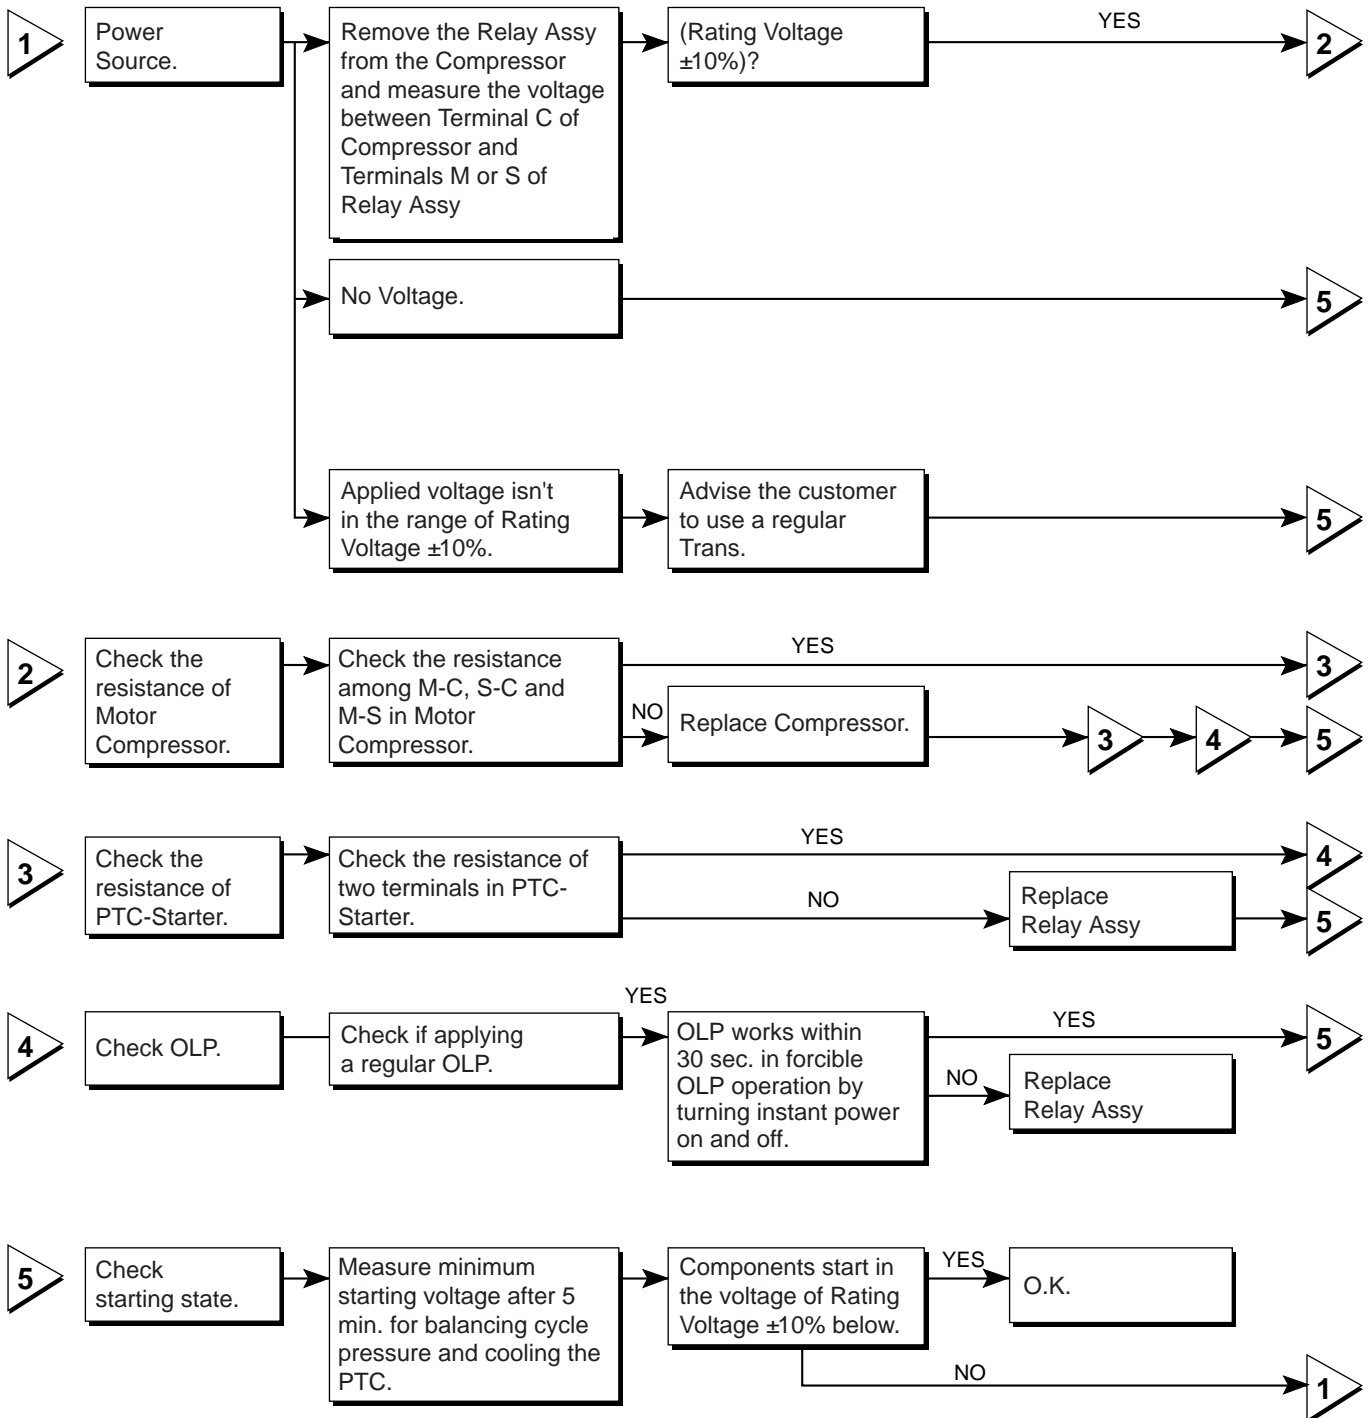 1
Power
Source.
Remove the Relay Assy
from the Compressor
and measure the voltage
between Terminal C of
Compressor and
Terminals M or S of
Relay Assy
(Rating Voltage
±10%)?
YES
2
No Voltage.
5
Applied voltage isn't
in the range of Rating
Voltage ±10%.
Advise the customer
to use a regular
Trans.
5
2
Check the
resistance of
Motor
Compressor.
Check the resistance
among M-C, S-C and
M-S in Motor
Compressor.
YES
3
NO
Replace Compressor.
3
4
5
3
Check the
resistance of
PTC-Starter.
Check the resistance of
two terminals in PTC-
Starter.
YES
4
NO
Replace
Relay Assy
5
4
Check OLP.
Check if applying
a regular OLP.
YES
OLP works within
30 sec. in forcible
OLP operation by
turning instant power
on and off.
YES
5
NO
Replace
Relay Assy
5
Check
starting state.
Measure minimum
starting voltage after 5
min. for balancing cycle
pressure and cooling the
PTC.
Components start in
the voltage of Rating
Voltage ±10% below.
YES
O.K.
NO
1